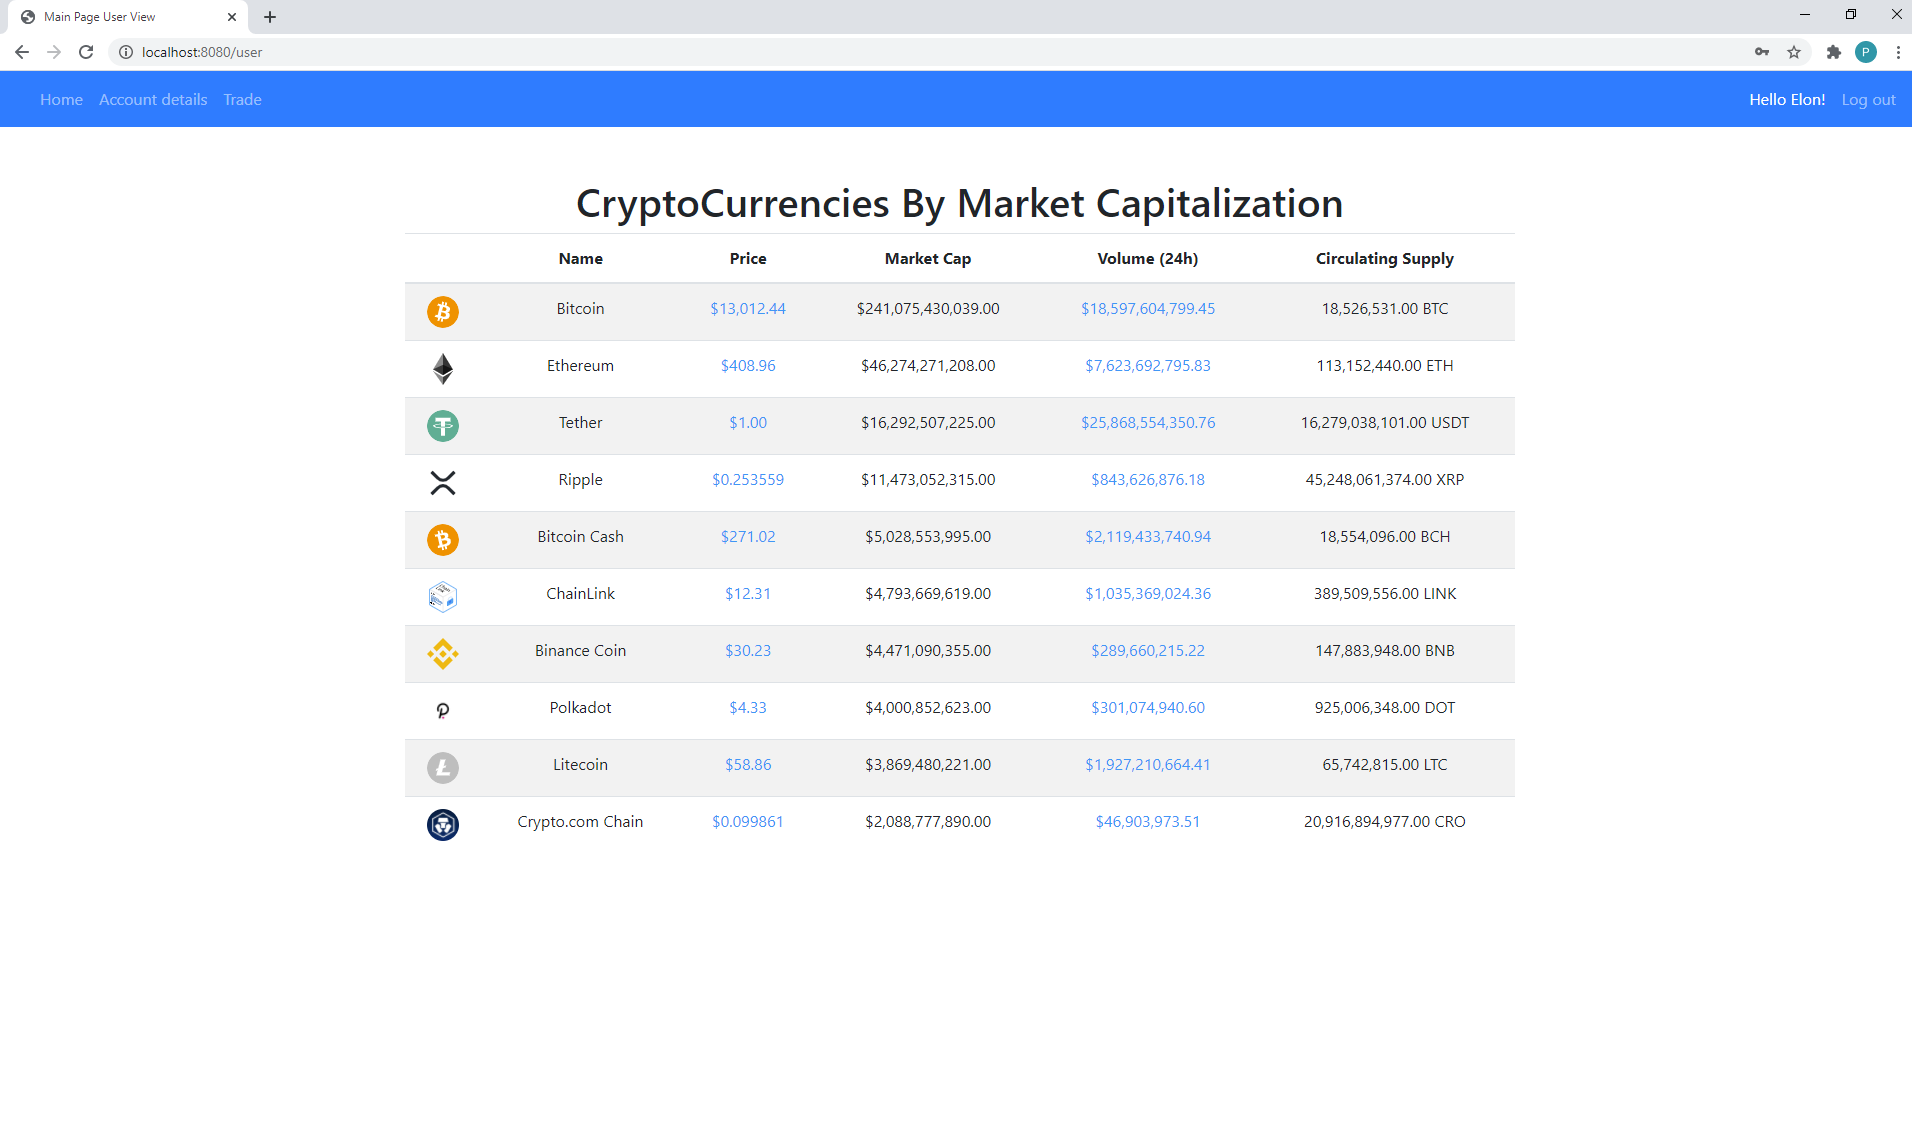 Main Page User View
localhost:8080/user
P
Home Account details Trade Hello Elon! Log out
CryptoCurrencies By Market Capitalization
Name Price Market Cap Volume (24h) Circulating Supply
Bitcoin $13,012.44 $241,075,430,039.00 $18,597,604,799.45 18,526,531.00 BTC
Ethereum $408.96 $46,274,271,208.00 $7,623,692,795.83 113,152,440.00 ETH
Tether $1.00 $16,292,507,225.00 $25,868,554,350.76 16,279,038,101.00 USDT
Ripple $0.253559 $11,473,052,315.00 $843,626,876.18 45,248,061,374.00 XRP
Bitcoin Cash $271.02 $5,028,553,995.00 $2,119,433,740.94 18,554,096.00 BCH
ChainLink $12.31 $4,793,669,619.00 $1,035,369,024.36 389,509,556.00 LINK
Binance Coin $30.23 $4,471,090,355.00 $289,660,215.22 147,883,948.00 BNB
Polkadot $4.33 $4,000,852,623.00 $301,074,940.60 925,006,348.00 DOT
Litecoin $58.86 $3,869,480,221.00 $1,927,210,664.41 65,742,815.00 LTC
Crypto.com Chain $0.099861 $2,088,777,890.00 $46,903,973.51 20,916,894,977.00 CRO